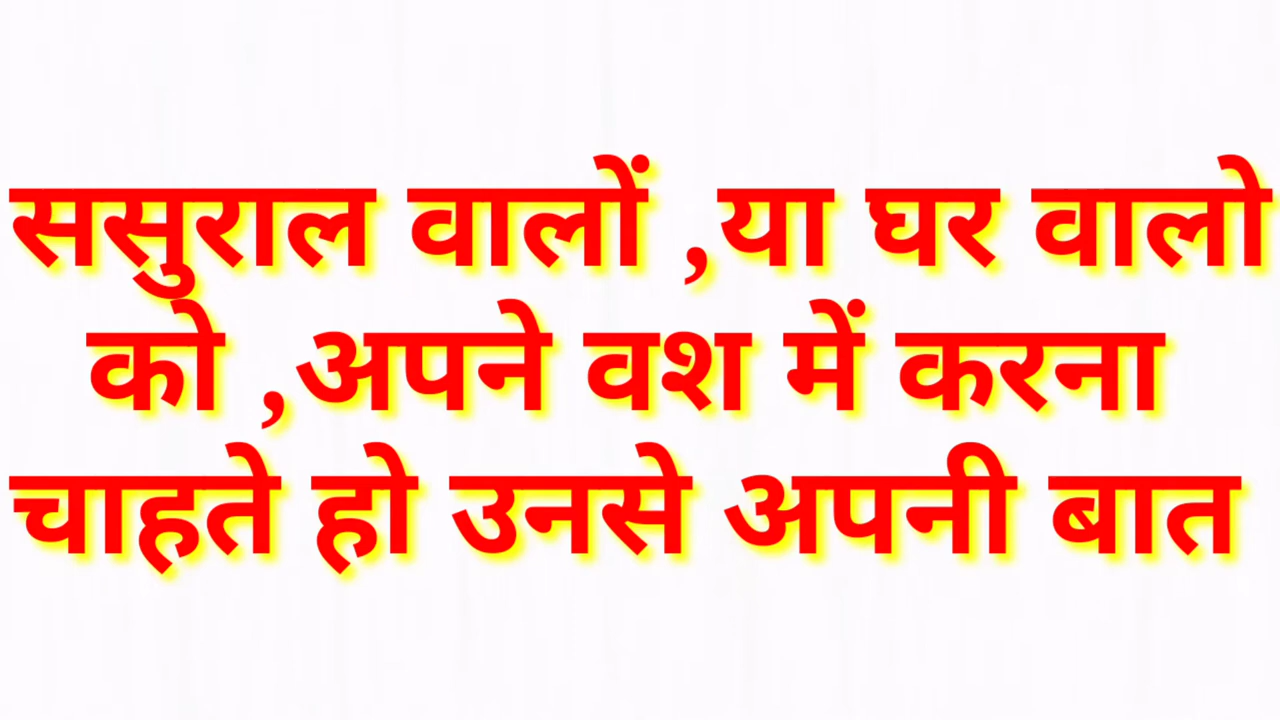 ससुराल वालों ,या घर वालो
को ,अपने वश में करना
चाहते हो उनसे अपनी बात